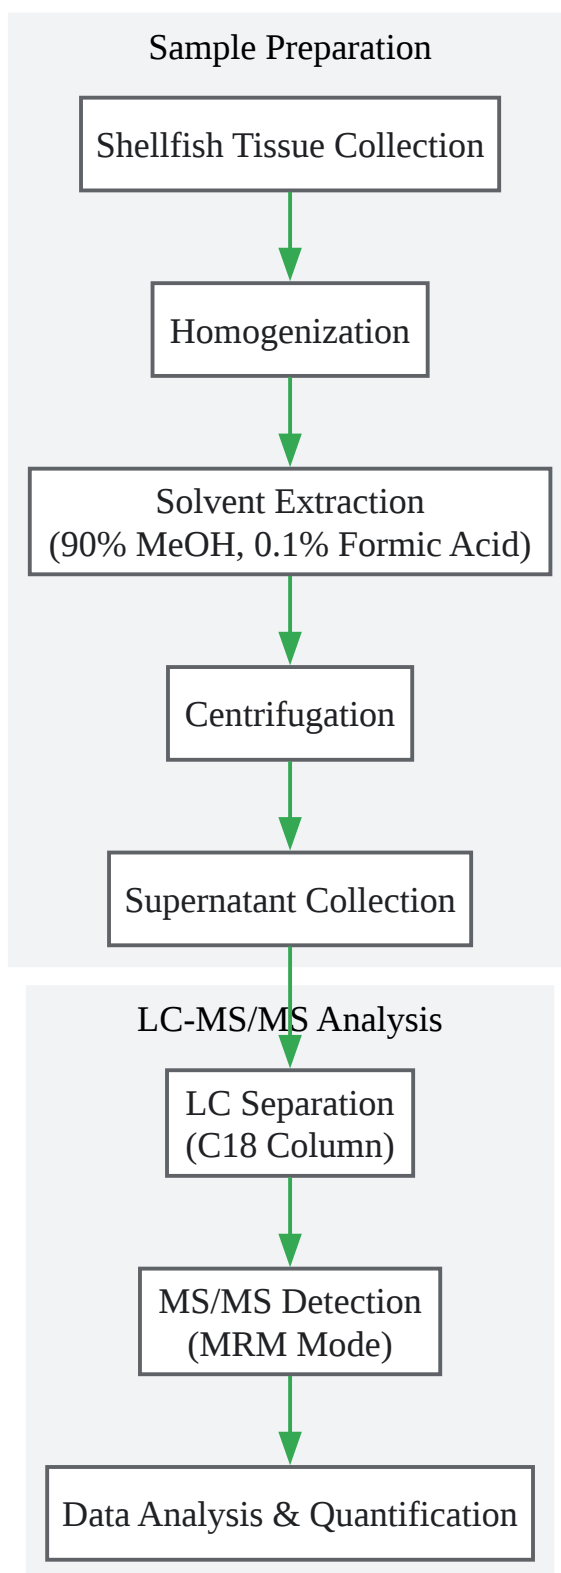 Sample Preparation
Shellfish Tissue Collection
Homogenization
Solvent Extraction
(90% MeOH, 0.1% Formic Acid)
Centrifugation
Supernatant Collection
LC-MS/MS Analysis
LC Separation
(C18 Column)
MS/MS Detection
(MRM Mode)
Data Analysis & Quantification